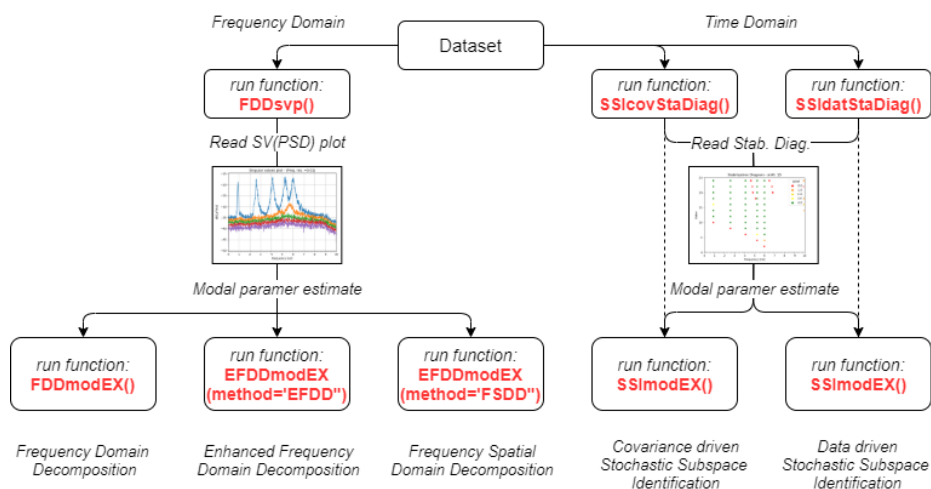 Frequency Domain
Dataset
Time Domain
run function:
FDDsvp()
run function:
SSIcovStaDiag()
run function:
SSIdatStaDiag()
Read SV(PSD) plot
Read Stab. Diag.
Modal paramer estimate
Modal paramer estimate
run function:
FDDmodEX()
run function:
EFDDmodEX
(method='EFDD")
run function:
EFDDmodEX
(method='FSDD")
run function:
SSImodEX()
run function:
SSImodEX()
Frequency Domain
Decomposition
Enhanced Frequency
Domain Decomposition
Frequency Spatial
Domain Decomposition
Covariance driven
Stochastic Subspace
Identification
Data driven
Stochastic Subspace
Identification